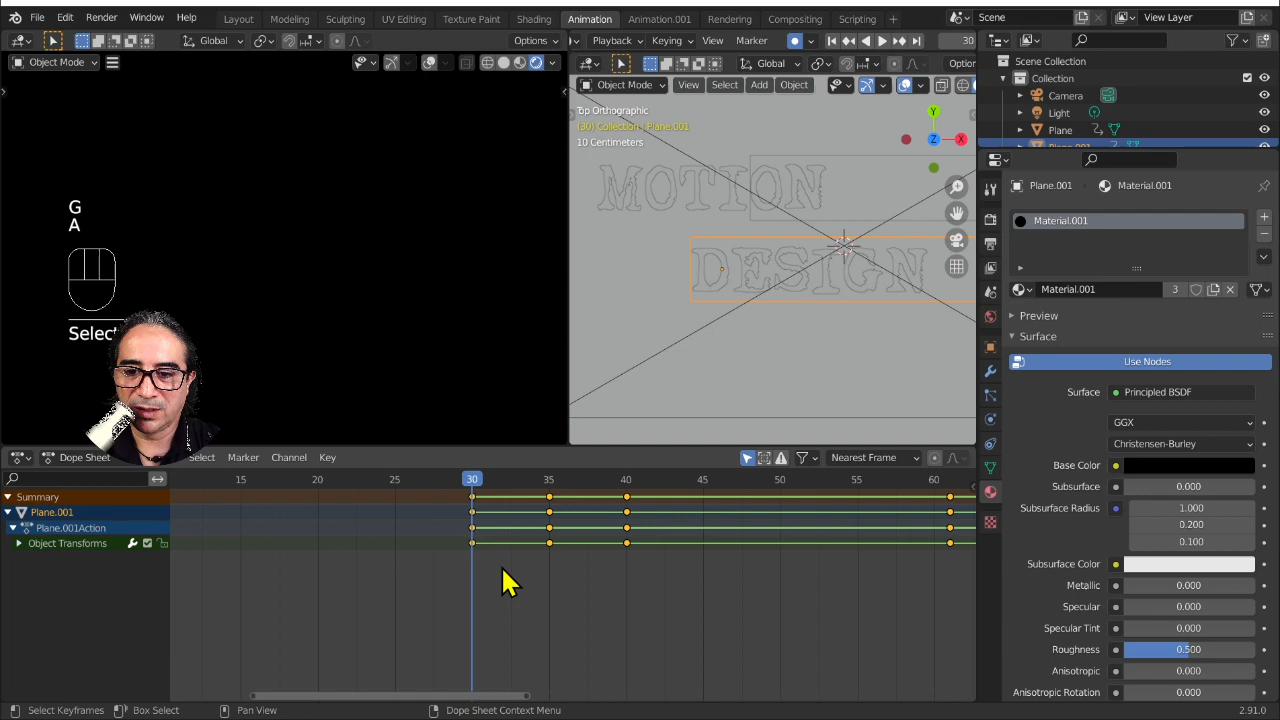 File Edit Render Window Help Layout Modeling Sculpting UV Editing Texture Paint Shading Animation Animation.001 Rendering Compositing Scripting + Scene View Layer
Global Options Playback Keying View Marker 30
Object Mode Global Options
Object Mode View Select Add Object
Top Orthographic
(30) Collection | Plane.001
10 Centimeters
Y
Z X
MOTION
DESIGN
G
A
Select
Scene Collection
Collection
Camera
Light
Plane
Plane.001
Plane.001 Material.001
Material.001
Material.001 3
Preview
Surface
Use Nodes
Surface Principled BSDF
GGX
Christensen-Burley
Base Color
Subsurface 0.000
Subsurface Radius 1.000
0.200
0.100
Subsurface Color
Metallic 0.000
Specular 0.000
Specular Tint 0.000
Roughness 0.500
Anisotropic 0.000
Anisotropic Rotation 0.000
Dope Sheet Select Marker Channel Key Nearest Frame
15 20 25 30 35 40 45 50 55 60
Summary
Plane.001
Plane.001Action
Object Transforms
Select Keyframes Box Select Pan View Dope Sheet Context Menu 2.91.0